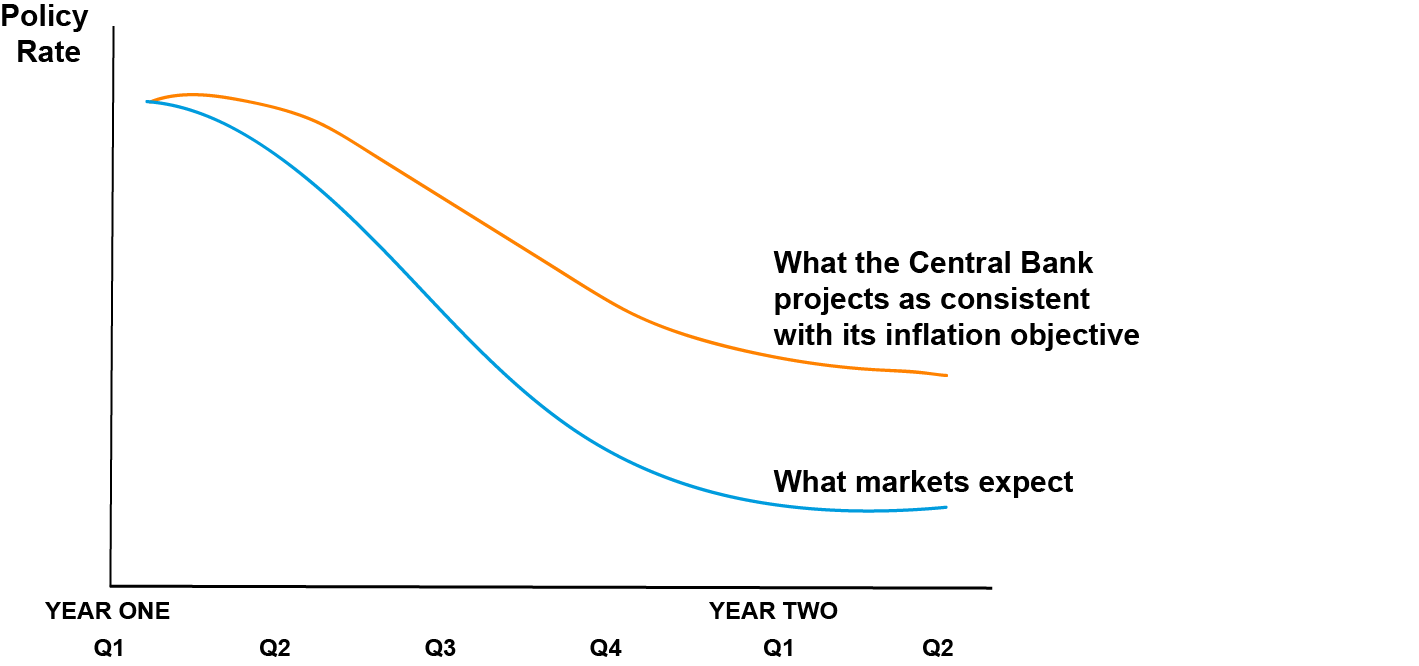 Policy
Rate
What the Central Bank
projects as consistent
with its inflation objective
What markets expect
YEAR ONE
YEAR TWO
Q1
Q2
Q3
Q4
Q1
Q2